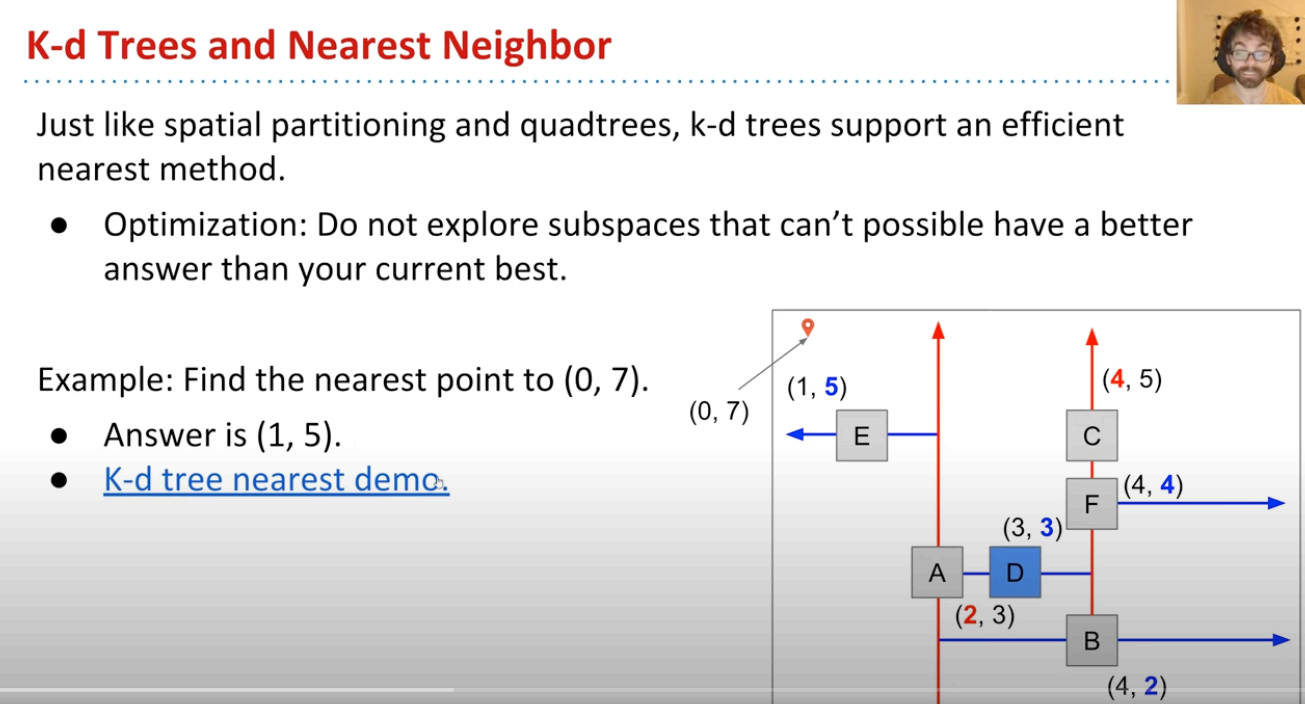 K-d Trees and Nearest Neighbor
Just like spatial partitioning and quadtrees, k-d trees support an efficient
nearest method.
● Optimization: Do not explore subspaces that can’t possible have a better
answer than your current best.
Example: Find the nearest point to (0, 7).
● Answer is (1, 5).
● K-d tree nearest demo.
(0, 7)
(1, 5)
E
(4, 5)
C
(4, 4)
F
(3, 3)
A
D
(2, 3)
B
(4, 2)